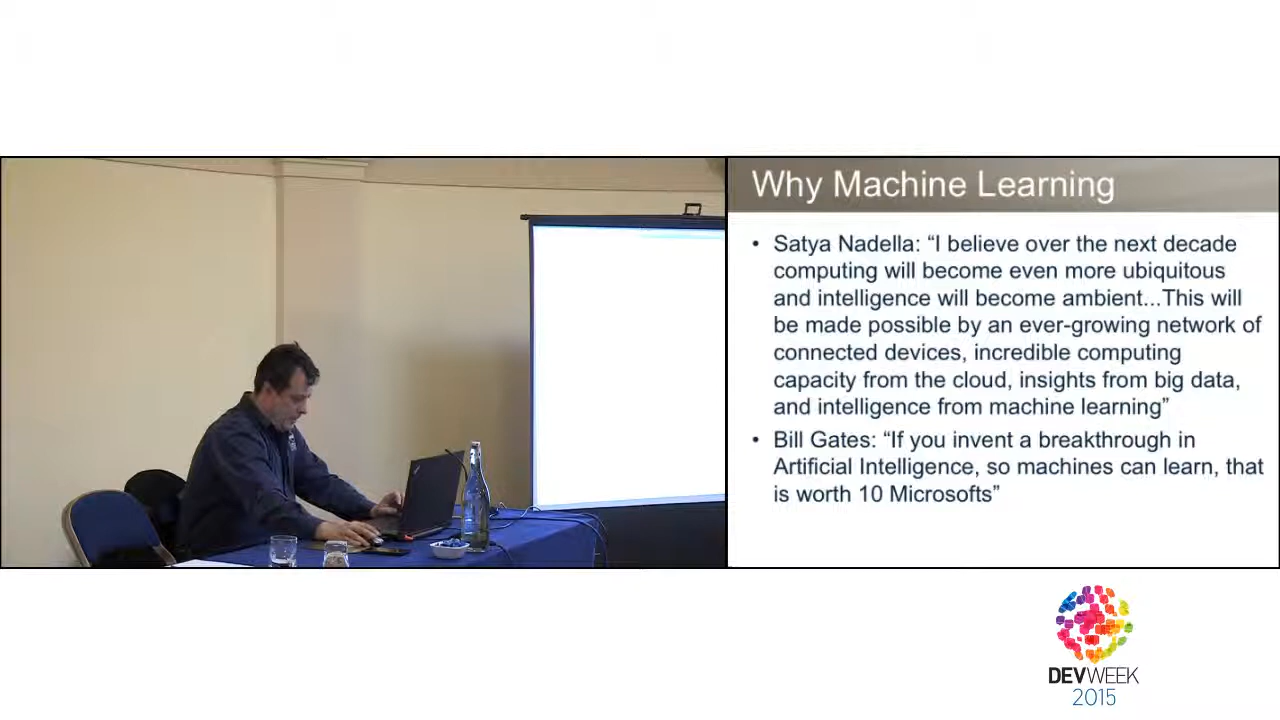 Why Machine Learning
• Satya Nadella: “I believe over the next decade
computing will become even more ubiquitous
and intelligence will become ambient...This will
be made possible by an ever-growing network of
connected devices, incredible computing
capacity from the cloud, insights from big data,
and intelligence from machine learning”
• Bill Gates: “If you invent a breakthrough in
Artificial Intelligence, so machines can learn, that
is worth 10 Microsofts”
DEVWEEK
2015